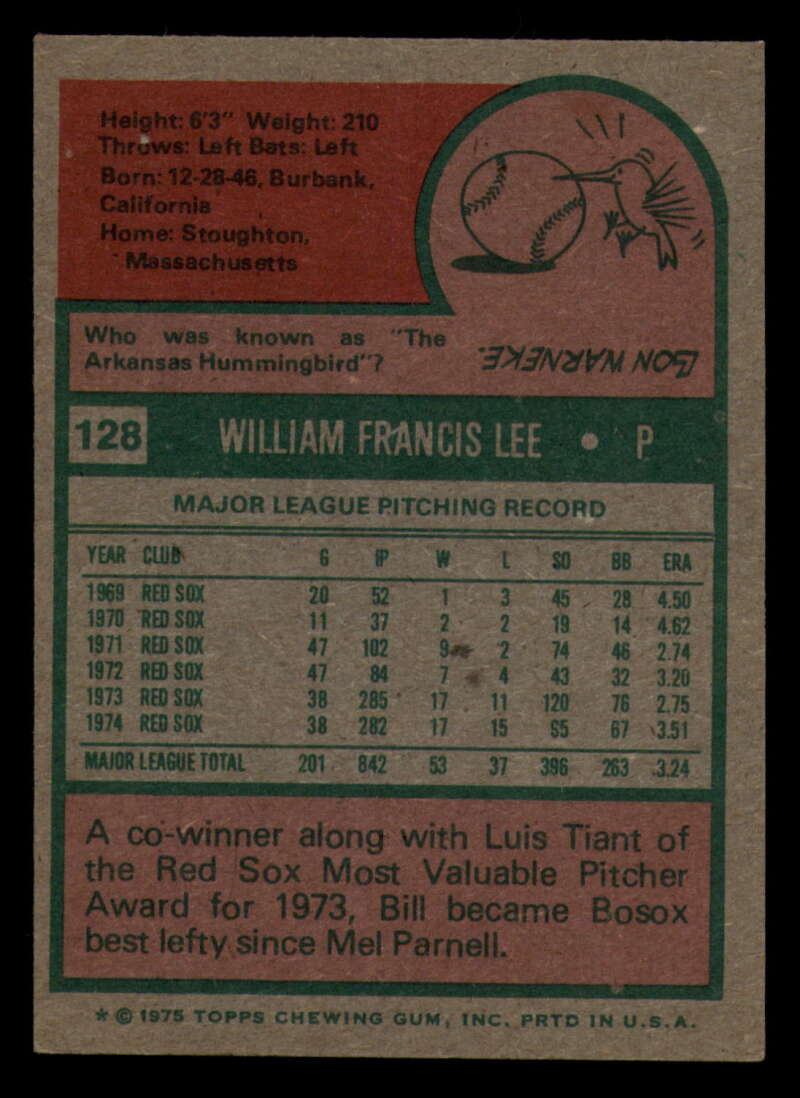 Height: 6'3" Weight: 210
Throws: Left Bats: Left
Born: 12-28-46, Burbank,
California
Home: Stoughton,
Massachusetts
Who was known as "The
Arkansas Hummingbird"?
LON WARNEKE.
128 WILLIAM FRANCIS LEE • P
MAJOR LEAGUE PITCHING RECORD
YEAR CLUB G IP W L SO BB ERA
1969 RED SOX 20 52 1 3 45 28 4.50
1970 RED SOX 11 37 2 2 19 14 4.62
1971 RED SOX 47 102 9 2 74 46 2.74
1972 RED SOX 47 84 7 4 43 32 3.20
1973 RED SOX 38 285 17 11 120 76 2.75
1974 RED SOX 38 282 17 15 95 67 3.51
MAJOR LEAGUE TOTAL 201 842 53 37 396 263 3.24
A co-winner along with Luis Tiant of
the Red Sox Most Valuable Pitcher
Award for 1973, Bill became Bosox
best lefty since Mel Parnell.
* © 1975 TOPPS CHEWING GUM, INC. PRTD IN U.S.A.